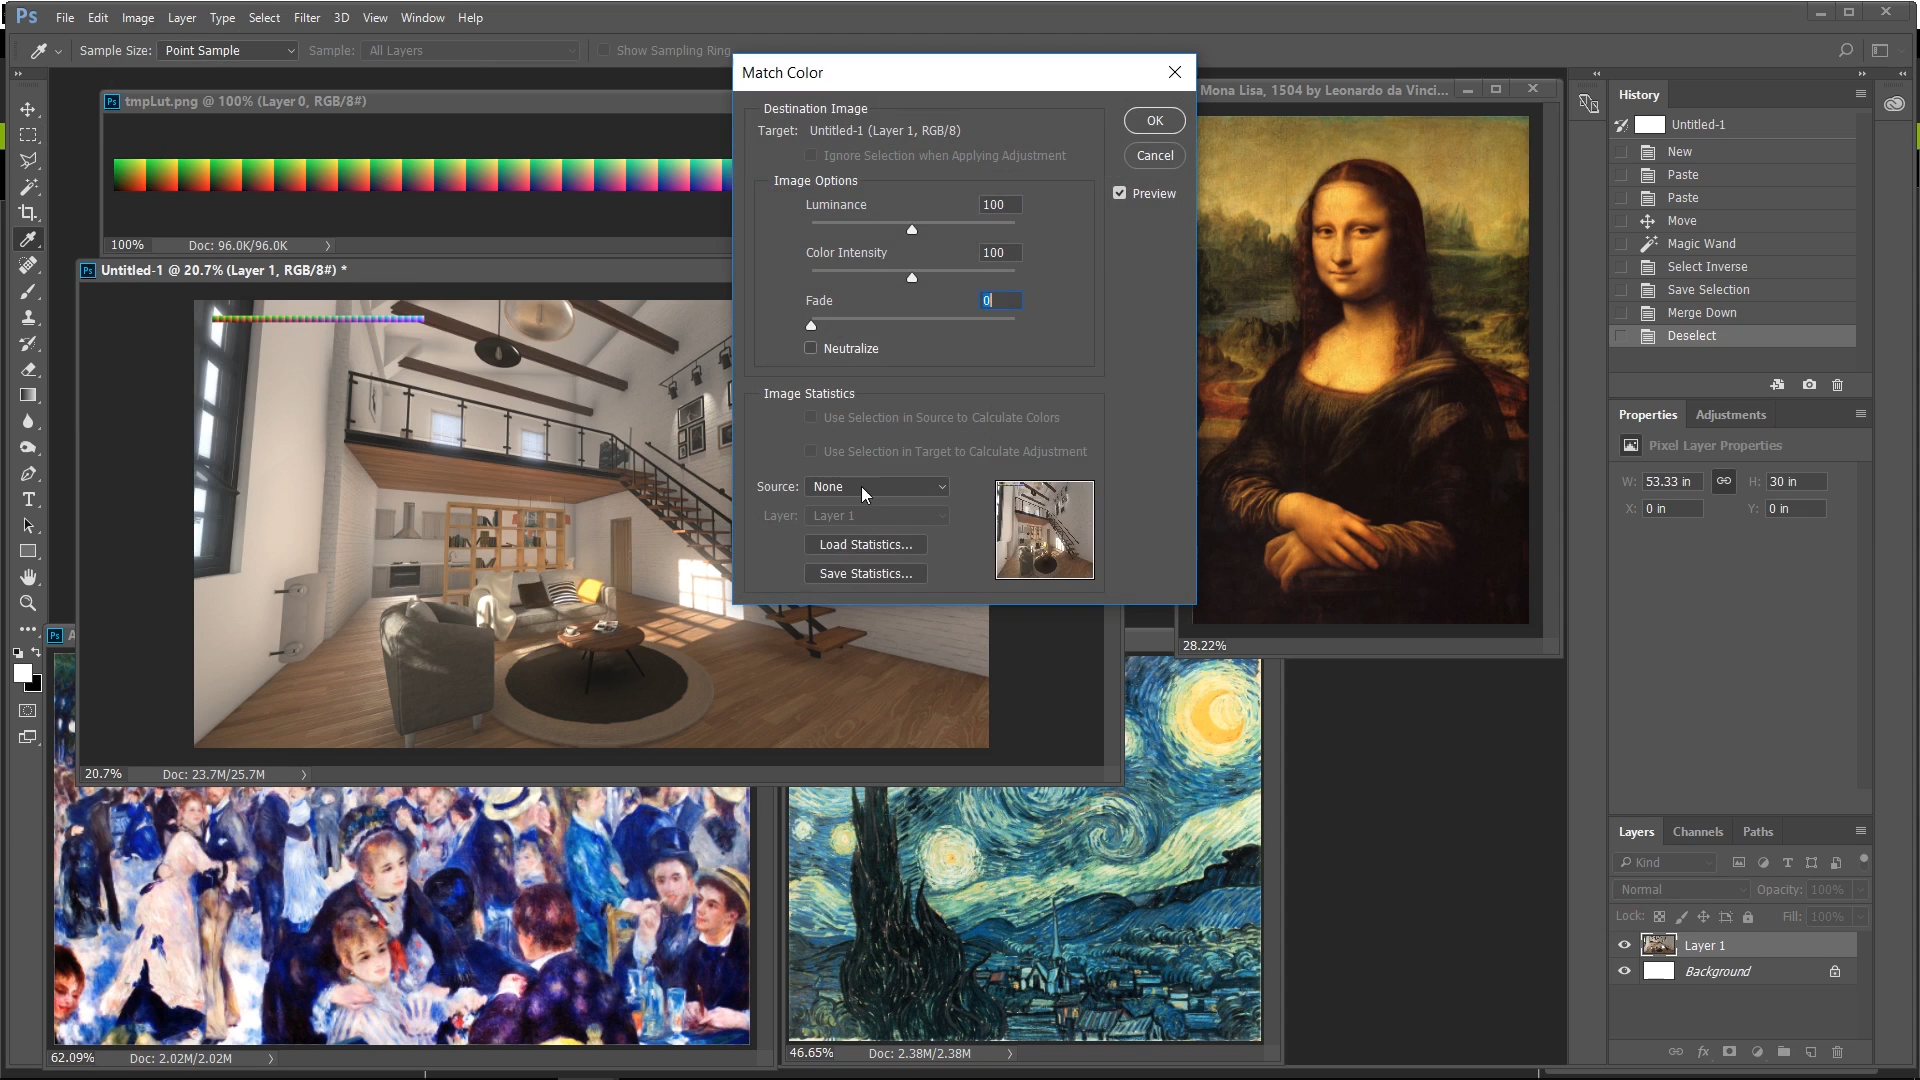 Ps File Edit Image Layer Type Select Filter 3D View Window Help
Sample Size: Point Sample Sample: All Layers Show Sampling Ring
Ps tmpLut.png @ 100% (Layer 0, RGB/8#)
100% Doc: 96.0K/96.0K
Ps Untitled-1 @ 20.7% (Layer 1, RGB/8#) *
20.7% Doc: 23.7M/25.7M
Ps A
62.09% Doc: 2.02M/2.02M
46.65% Doc: 2.38M/2.38M
Match Color
Destination Image
Target: Untitled-1 (Layer 1, RGB/8)
Ignore Selection when Applying Adjustment
Image Options
Luminance 100
Color Intensity 100
Fade 0
Neutralize
Image Statistics
Use Selection in Source to Calculate Colors
Use Selection in Target to Calculate Adjustment
Source: None
Layer: Layer 1
Load Statistics...
Save Statistics...
OK
Cancel
Preview
Mona Lisa, 1504 by Leonardo da Vinci...
28.22%
History
Untitled-1
New
Paste
Paste
Move
Magic Wand
Select Inverse
Save Selection
Merge Down
Deselect
Properties Adjustments
Pixel Layer Properties
W: 53.33 in H: 30 in
X: 0 in Y: 0 in
Layers Channels Paths
Kind
Normal Opacity: 100%
Lock: Fill: 100%
Layer 1
Background